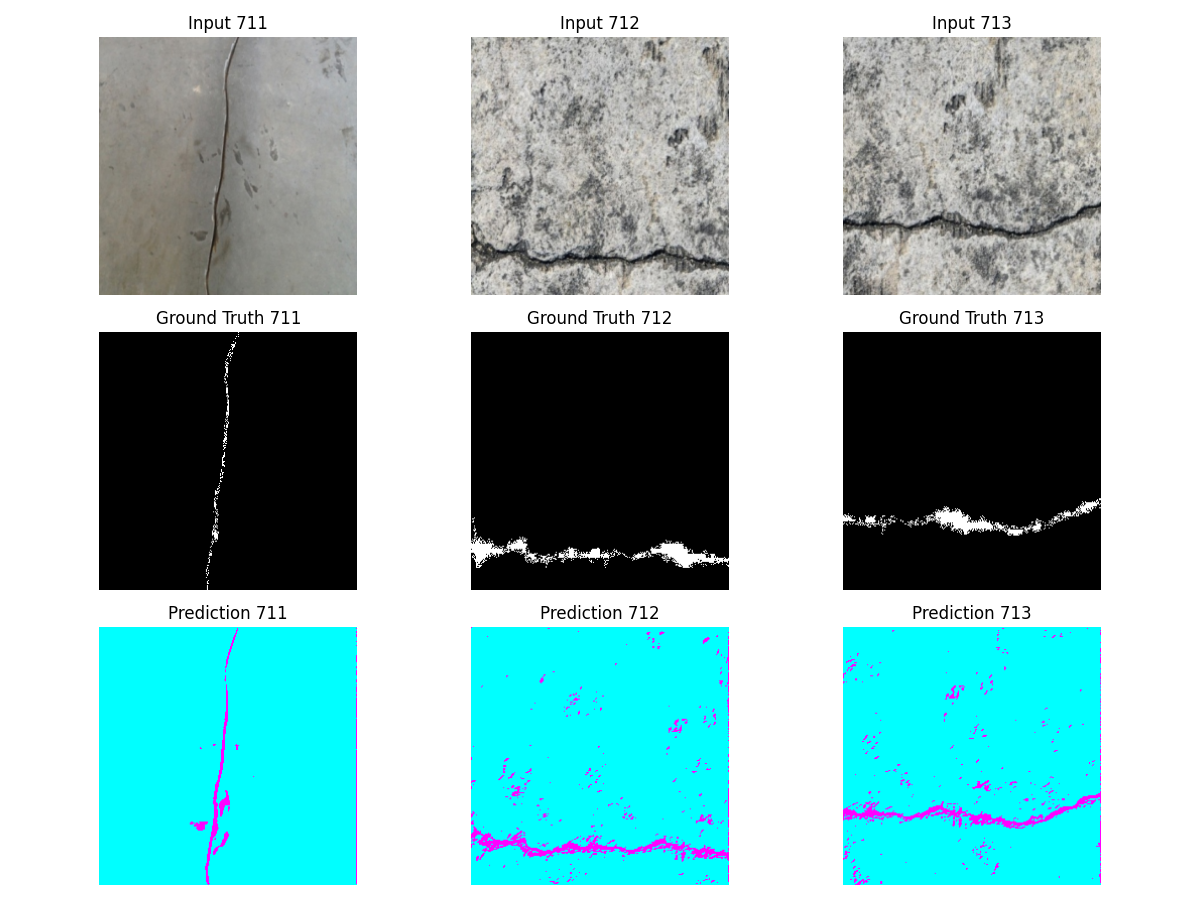 Input 711
Input 712
Input 713
Ground Truth 711
Ground Truth 712
Ground Truth 713
Prediction 711
Prediction 712
Prediction 713